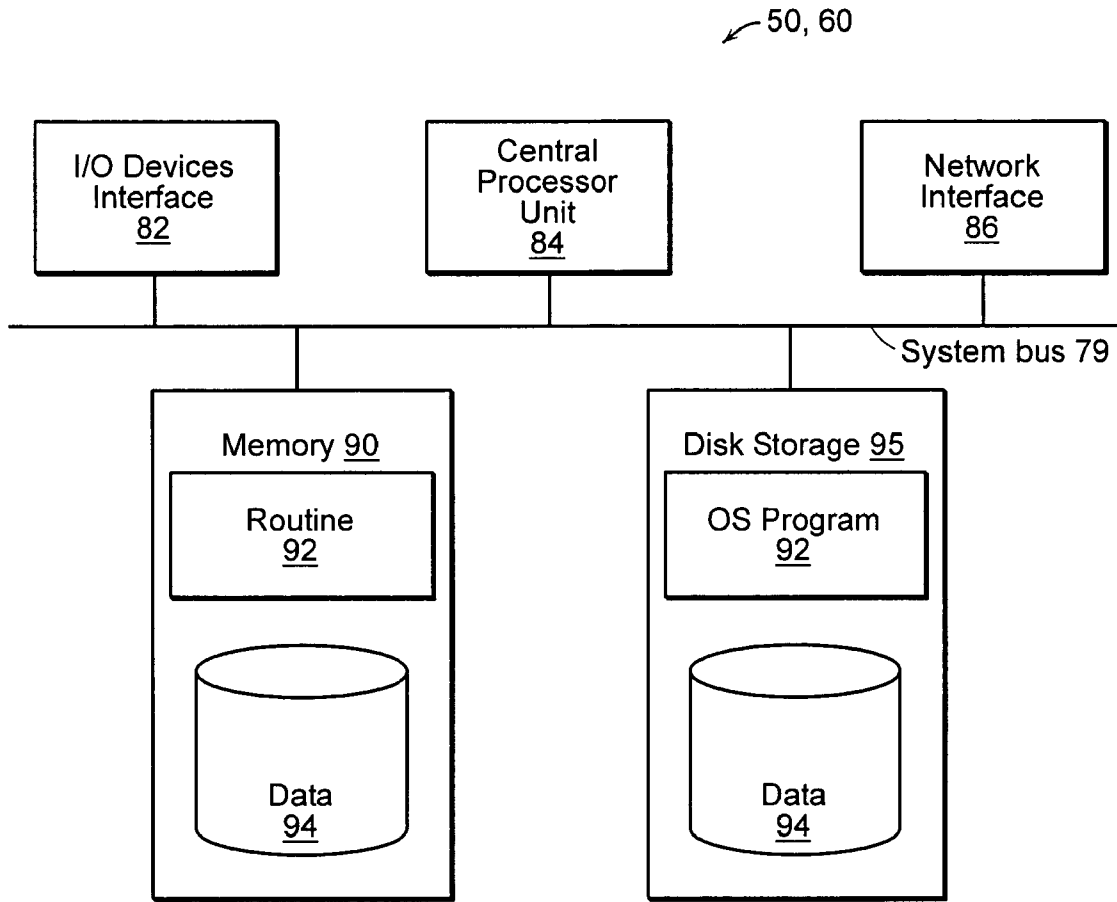 50, 60
I/O Devices
Interface
82
Central
Processor
Unit
84
Network
Interface
86
System bus 79
Memory 90
Routine
92
Data
94
Disk Storage 95
OS Program
92
Data
94